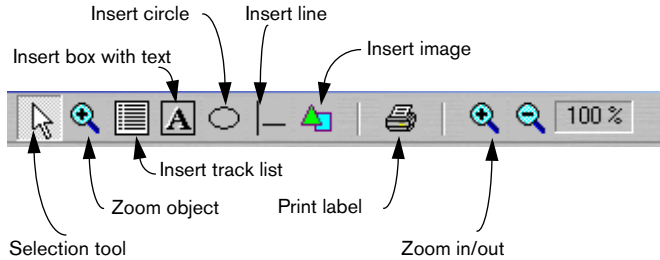 Insert circle
Insert line
Insert image
Insert box with text
A
100 %
Insert track list
Zoom object
Print label
Selection tool
Zoom in/out